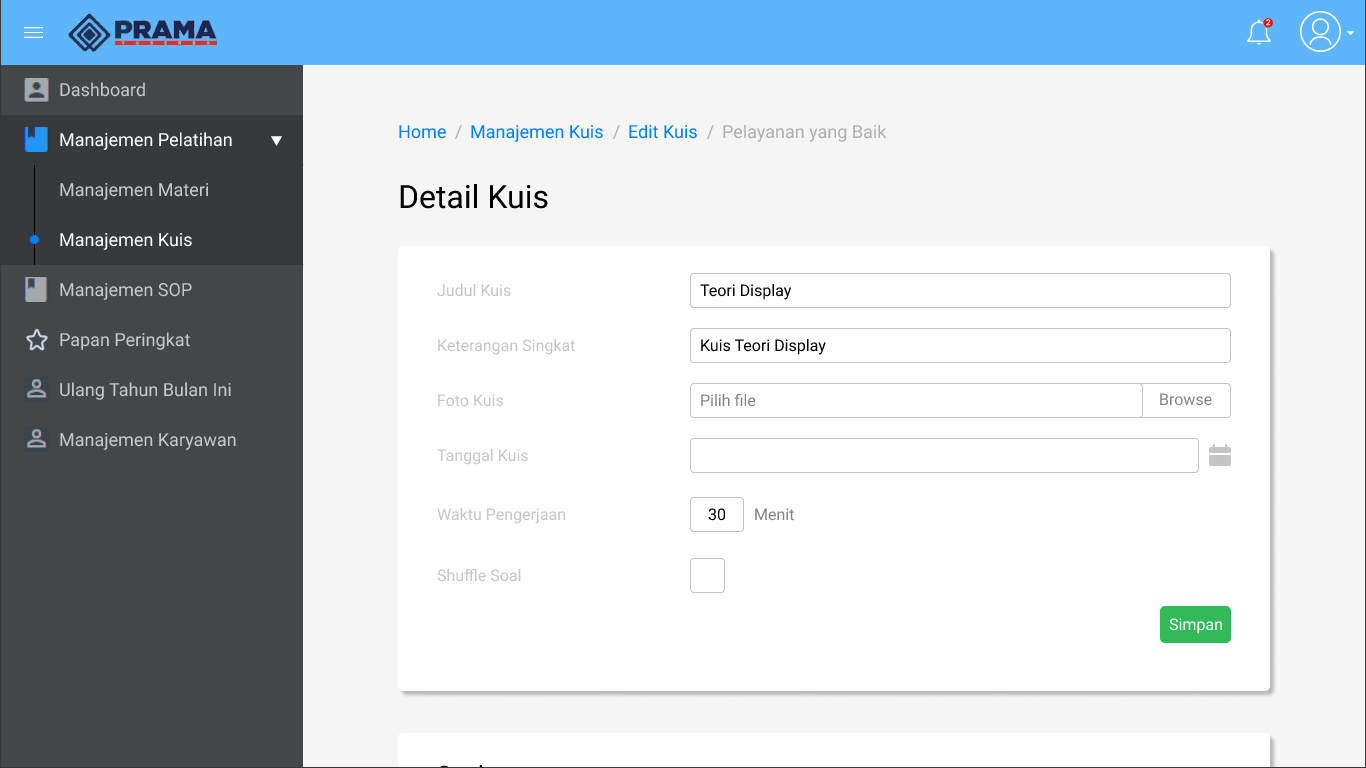 PRAMA
2
Dashboard
Manajemen Pelatihan
Manajemen Materi
Manajemen Kuis
Manajemen SOP
Papan Peringkat
Ulang Tahun Bulan Ini
Manajemen Karyawan
Home / Manajemen Kuis / Edit Kuis / Pelayanan yang Baik
Detail Kuis
Judul Kuis Teori Display
Keterangan Singkat Kuis Teori Display
Foto Kuis Pilih file Browse
Tanggal Kuis
Waktu Pengerjaan 30 Menit
Shuffle Soal
Simpan